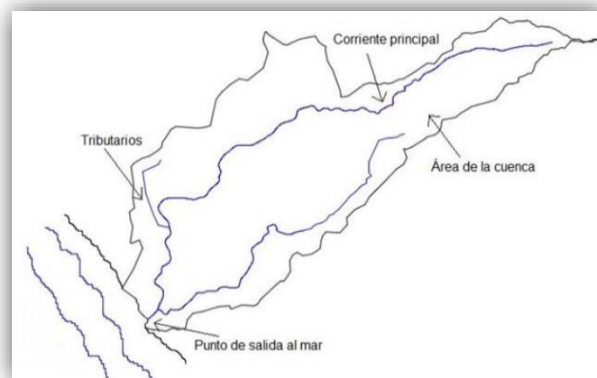 Corriente principal
Tributarios
Área de la cuenca
Punto de salida al mar